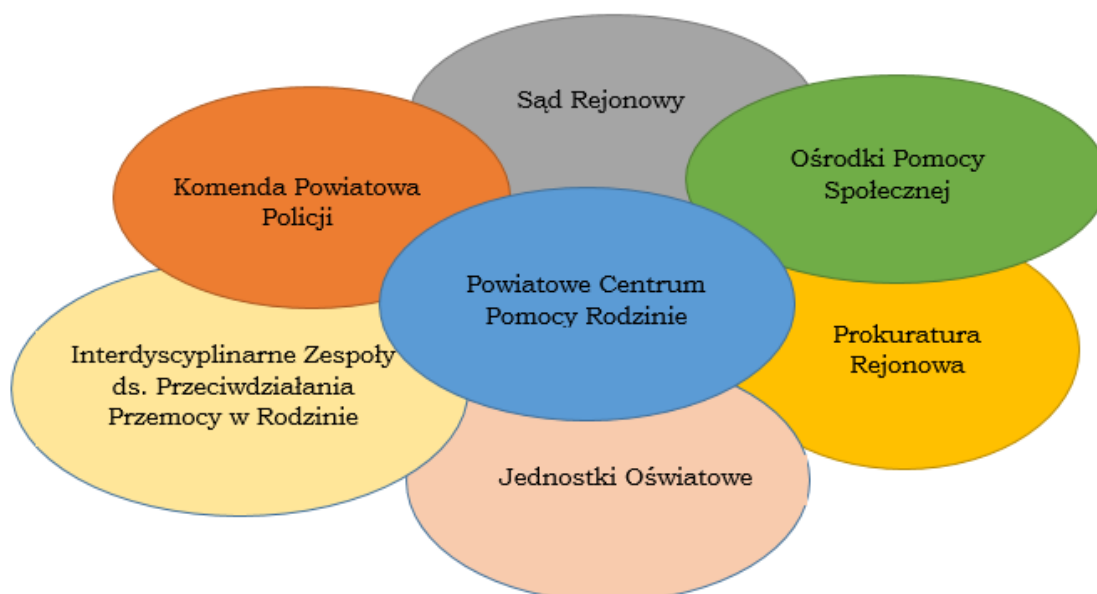 Sąd Rejonowy
Ośrodki Pomocy
Społecznej
Komenda Powiatowa
Policji
Powiatowe Centrum
Pomocy Rodzinie
Prokuratura
Rejonowa
Interdyscyplinarne Zespoły
ds. Przeciwdziałania
Przemocy w Rodzinie
Jednostki Oświatowe